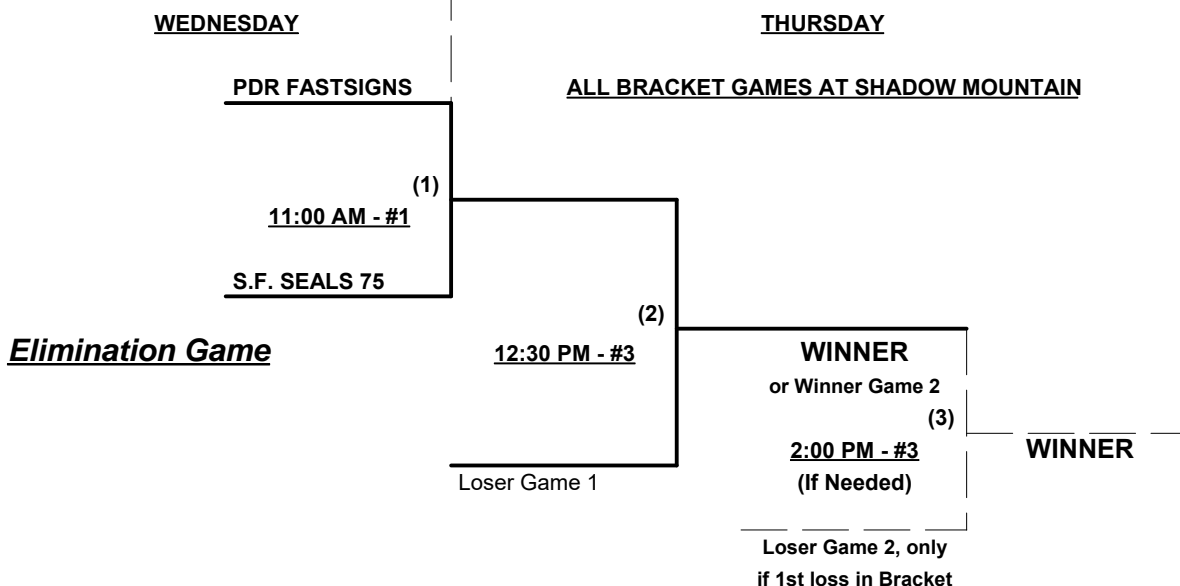 WEDNESDAY
THURSDAY
PDR FASTSIGNS
ALL BRACKET GAMES AT SHADOW MOUNTAIN
(1)
11:00 AM - #1
S.F. SEALS 75
(2)
Elimination Game
12:30 PM - #3
WINNER
or Winner Game 2
(3)
2:00 PM - #3
WINNER
(If Needed)
Loser Game 1
Loser Game 2, only
if 1st loss in Bracket